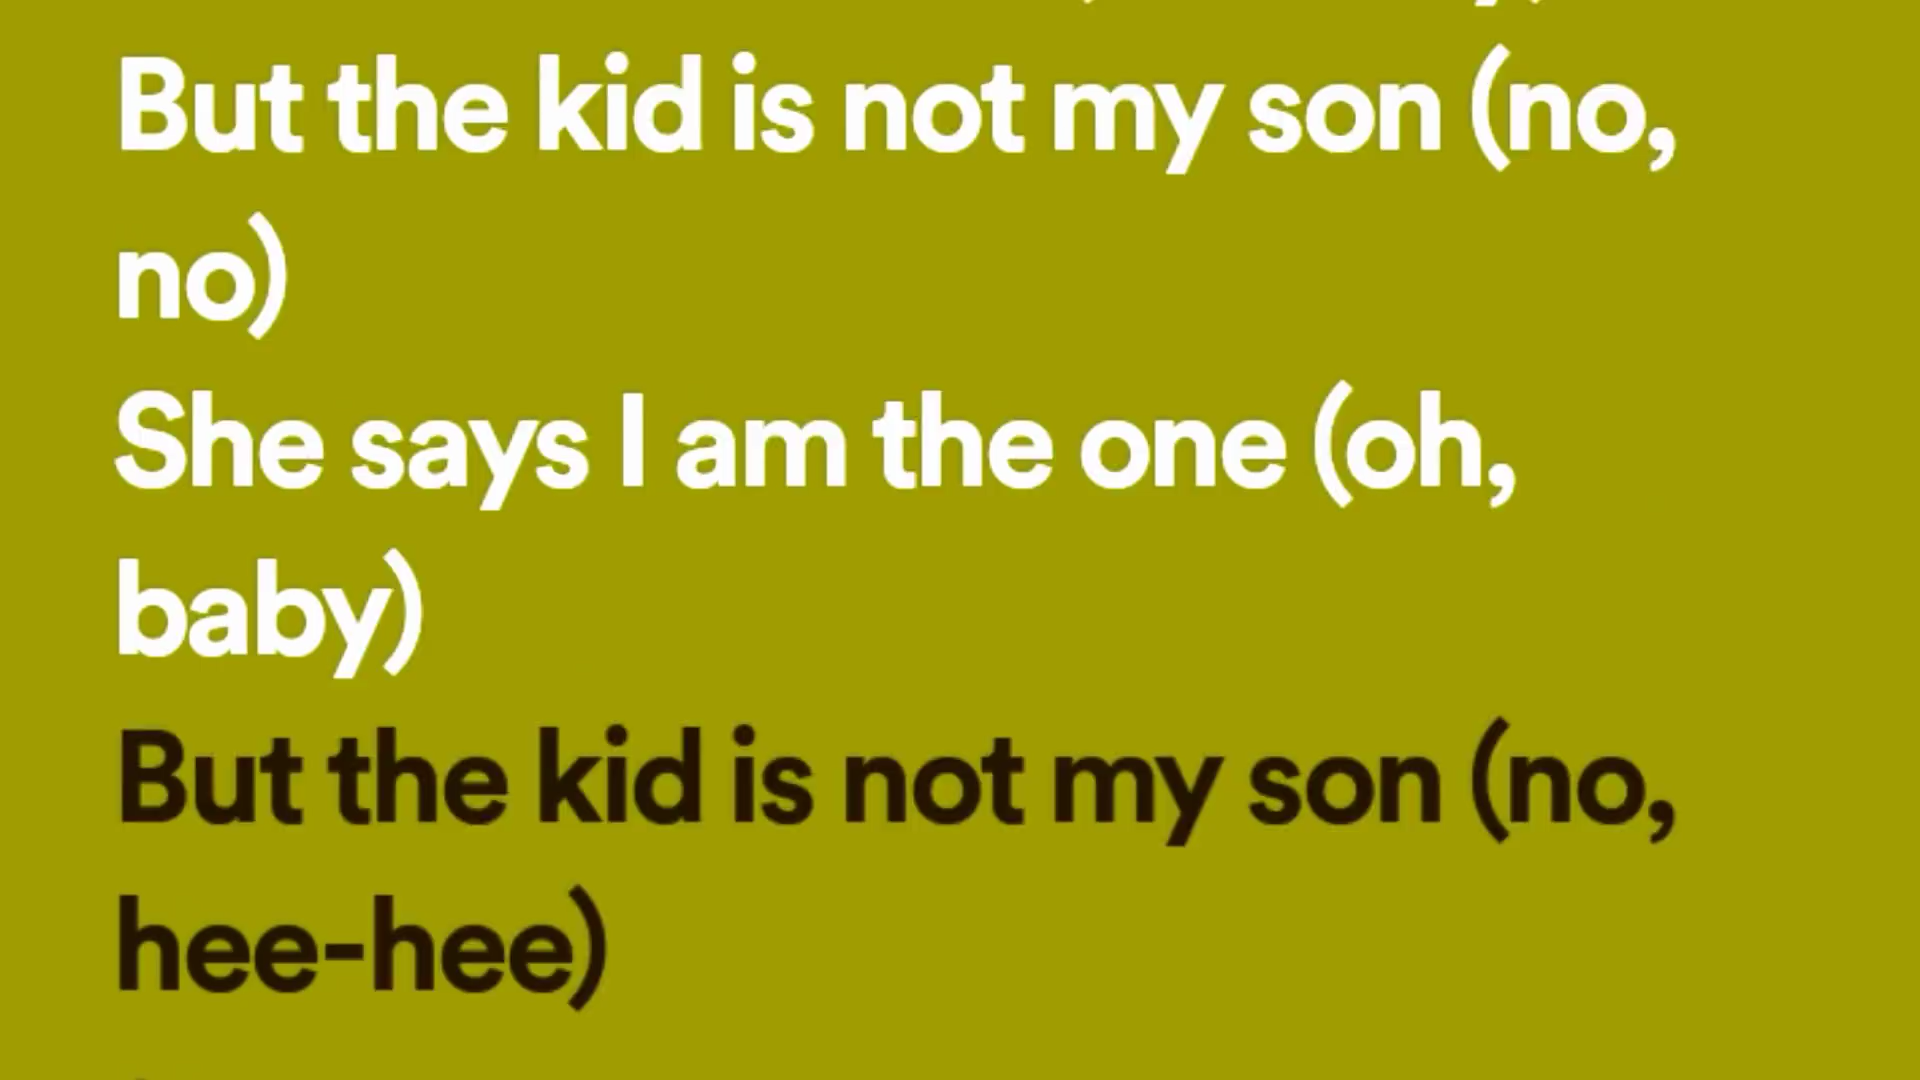 But the kid is not my son (no,
no)
She says I am the one (oh,
baby)
But the kid is not my son (no,
hee-hee)